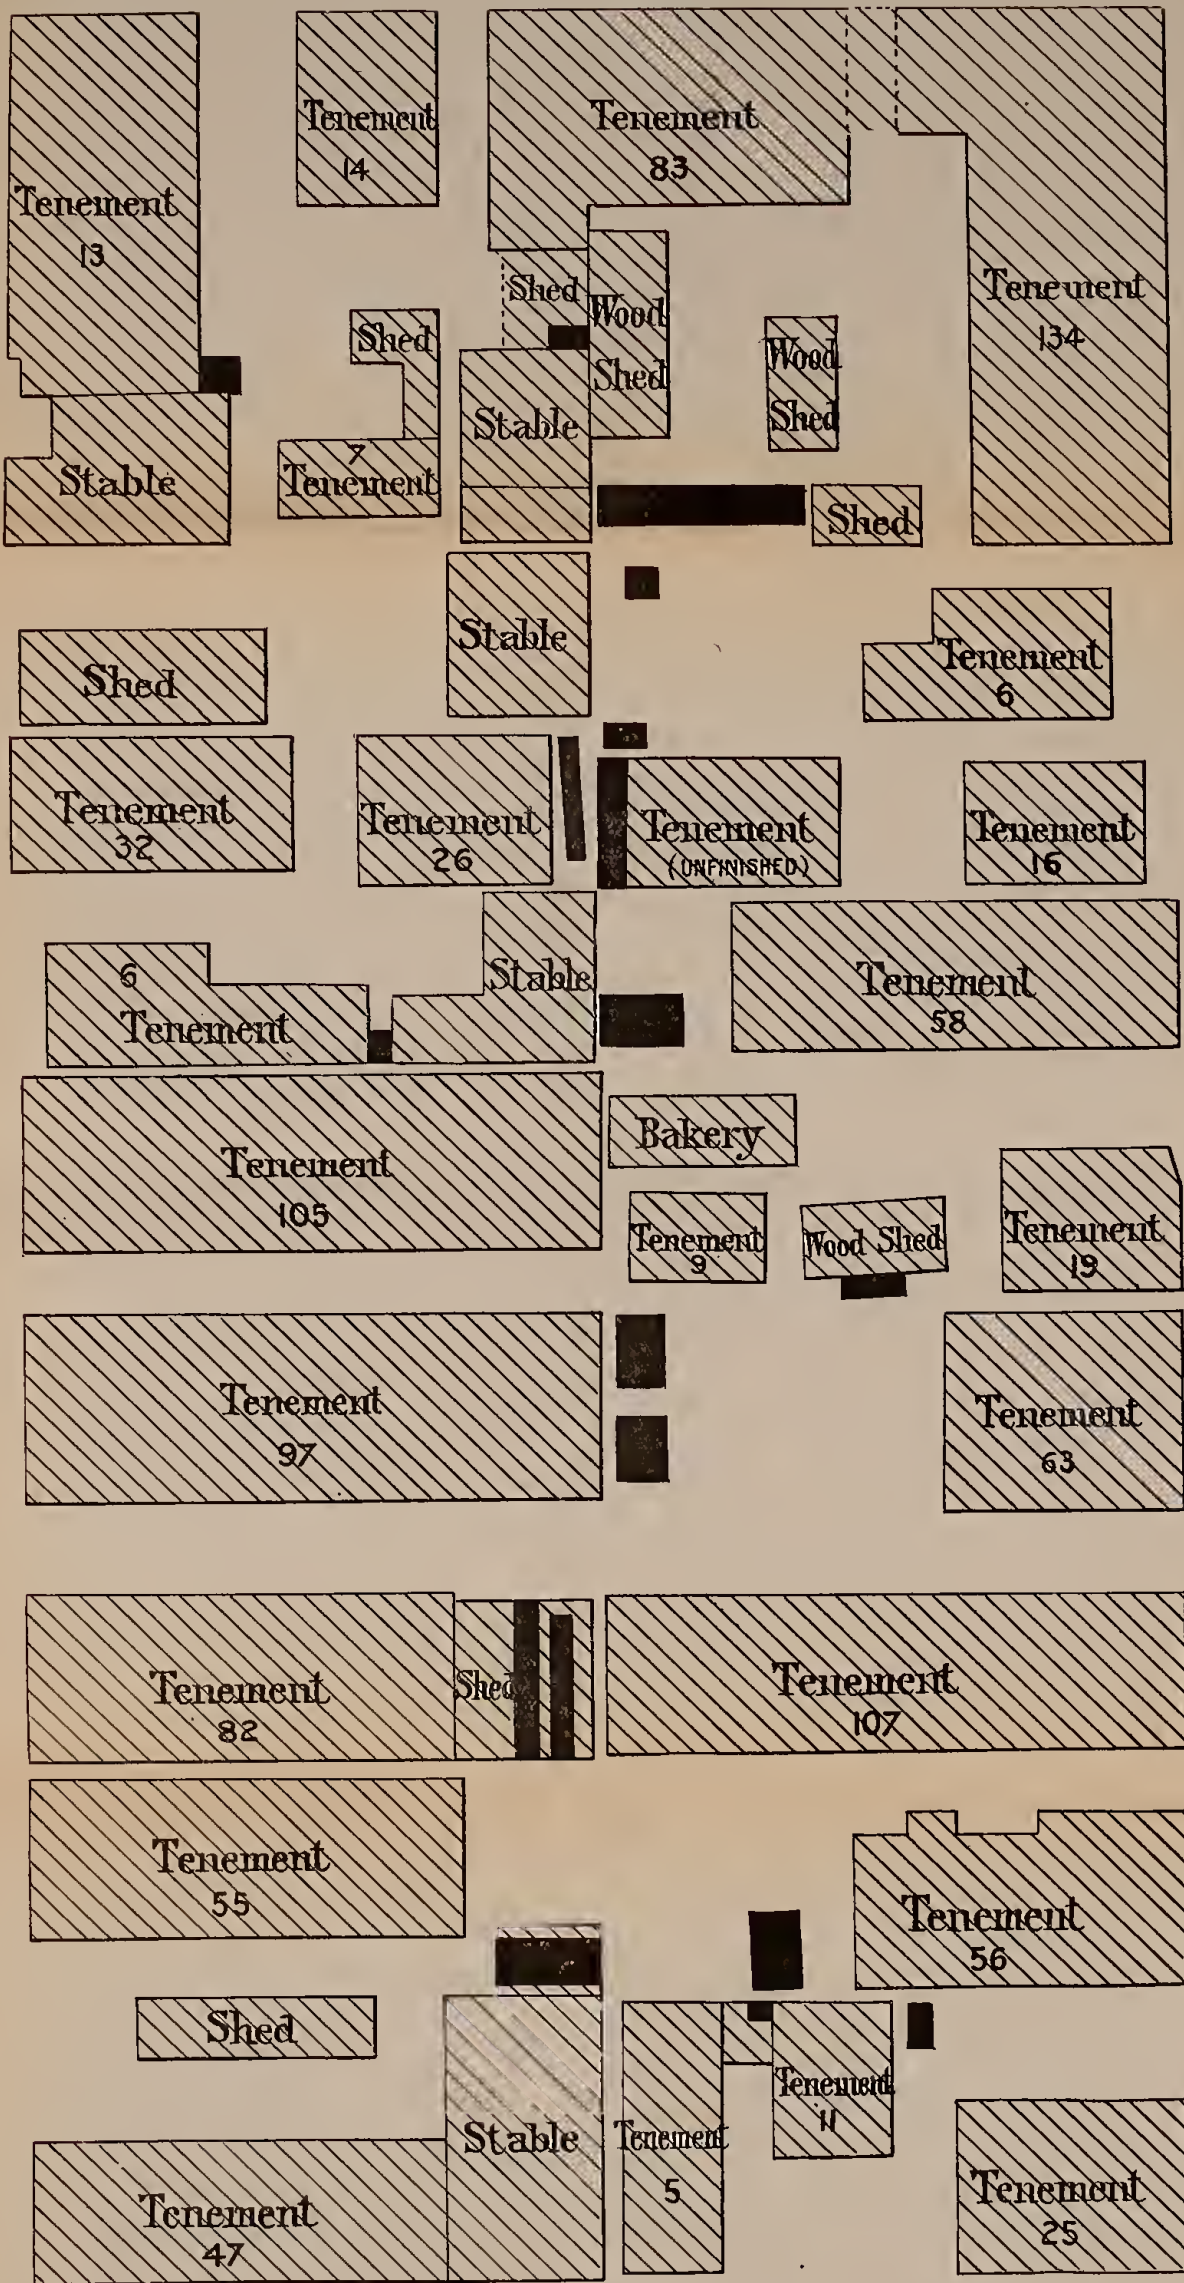 Tenement
13
Tenement
14
Tenement
83
Tenement
134
Shed
Wood
Shed
Shed
Wood
Shed
Stable
Stable
7
Tenement
Shed
Stable
Tenement
6
Shed
Tenement
32
Tenement
26
Tenement
(UNFINISHED)
Tenement
16
6
Tenement
Stable
Tenement
58
Tenement
105
Bakery
Tenement
9
Wood Shed
Tenement
19
Tenement
97
Tenement
63
Tenement
82
Shed
Tenement
107
Tenement
55
Tenement
56
Shed
Stable
Tenement
5
Tenement
11
Tenement
47
Tenement
25